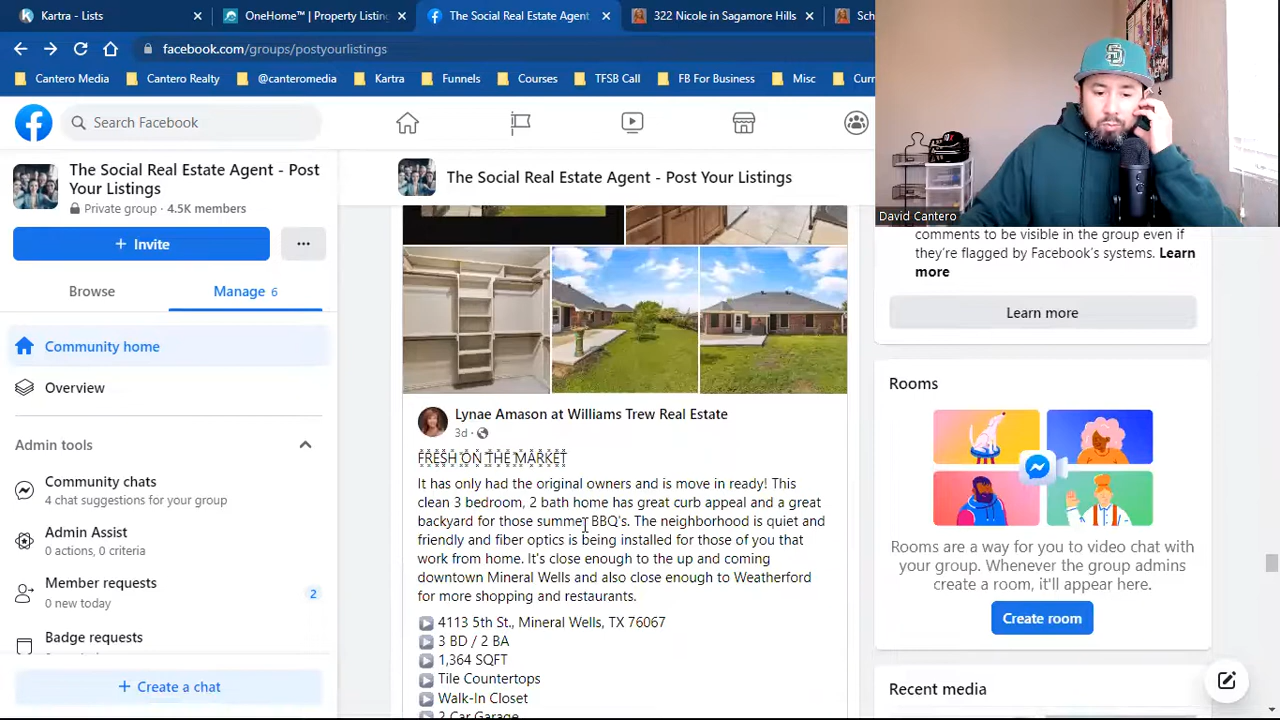 Kartra - Lists
OneHome™ | Property Listing
The Social Real Estate Agent
322 Nicole in Sagamore Hills
Sch
facebook.com/groups/postyourlistings
Cantero Media
Cantero Realty
@canteromedia
Kartra
Funnels
Courses
TFSB Call
FB For Business
Misc
Curr
Search Facebook
The Social Real Estate Agent - Post
Your Listings
Private group · 4.5K members
+ Invite
...
Browse
Manage 6
Community home
Overview
Admin tools
Community chats
4 chat suggestions for your group
Admin Assist
0 actions, 0 criteria
Member requests
0 new today
2
Badge requests
+ Create a chat
The Social Real Estate Agent - Post Your Listings
Lynae Amason at Williams Trew Real Estate
3d ·
FRESH ON THE MARKET
It has only had the original owners and is move in ready! This
clean 3 bedroom, 2 bath home has great curb appeal and a great
backyard for those summer BBQ's. The neighborhood is quiet and
friendly and fiber optics is being installed for those of you that
work from home. It's close enough to the up and coming
downtown Mineral Wells and also close enough to Weatherford
for more shopping and restaurants.
4113 5th St., Mineral Wells, TX 76067
3 BD / 2 BA
1,364 SQFT
Tile Countertops
Walk-In Closet
2 Car Garage
David Cantero
comments to be visible in the group even if
they're flagged by Facebook's systems. Learn
more
Learn more
Rooms
Rooms are a way for you to video chat with
your group. Whenever the group admins
create a room, it'll appear here.
Create room
Recent media